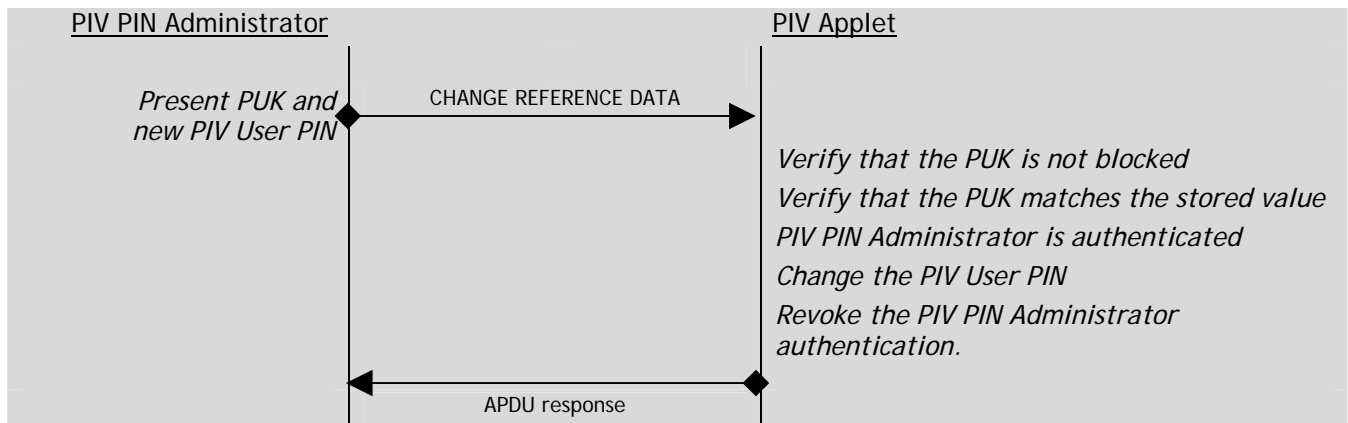 PIV PIN Administrator
PIV Applet
Present PUK and
new PIV User PIN
CHANGE REFERENCE DATA
Verify that the PUK is not blocked
Verify that the PUK matches the stored value
PIV PIN Administrator is authenticated
Change the PIV User PIN
Revoke the PIV PIN Administrator
authentication.
APDU response